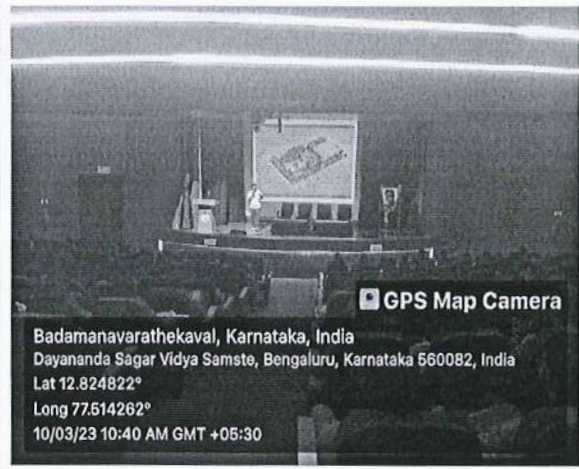 GPS Map Camera
Badamanavarathekaval, Karnataka, India
Dayananda Sagar Vidya Samste, Bengaluru, Karnataka 560082, India
Lat 12.824822°
Long 77.514262°
10/03/23 10:40 AM GMT +05:30